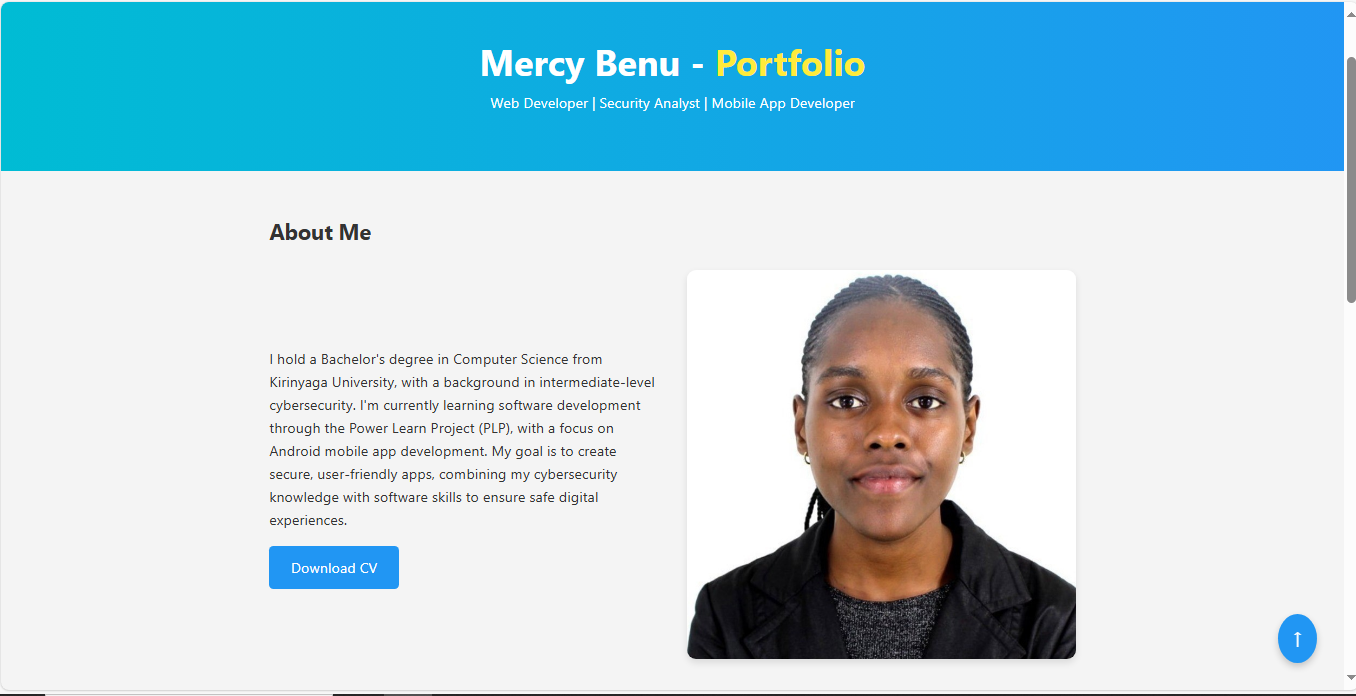 Mercy Benu - Portfolio
Web Developer | Security Analyst | Mobile App Developer
About Me
I hold a Bachelor's degree in Computer Science from
Kirinyaga University, with a background in intermediate-level
cybersecurity. I'm currently learning software development
through the Power Learn Project (PLP), with a focus on
Android mobile app development. My goal is to create
secure, user-friendly apps, combining my cybersecurity
knowledge with software skills to ensure safe digital
experiences.
Download CV
↑